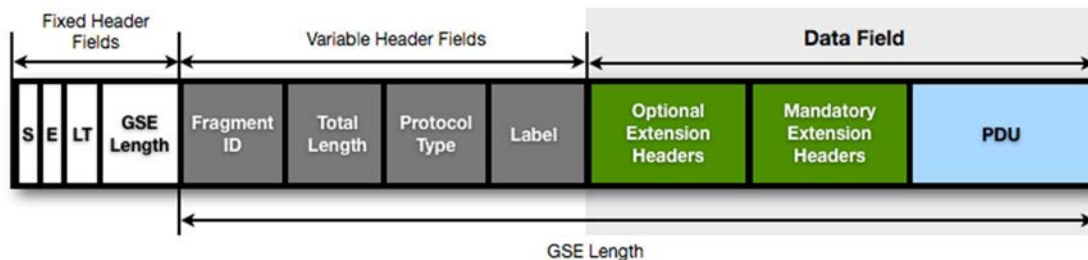 Fixed Header
Fields
Variable Header Fields
Data Field
S
E
LT
GSE
Length
Fragment
ID
Total
Length
Protocol
Type
Label
Optional
Extension
Headers
Mandatory
Extension
Headers
PDU
GSE Length